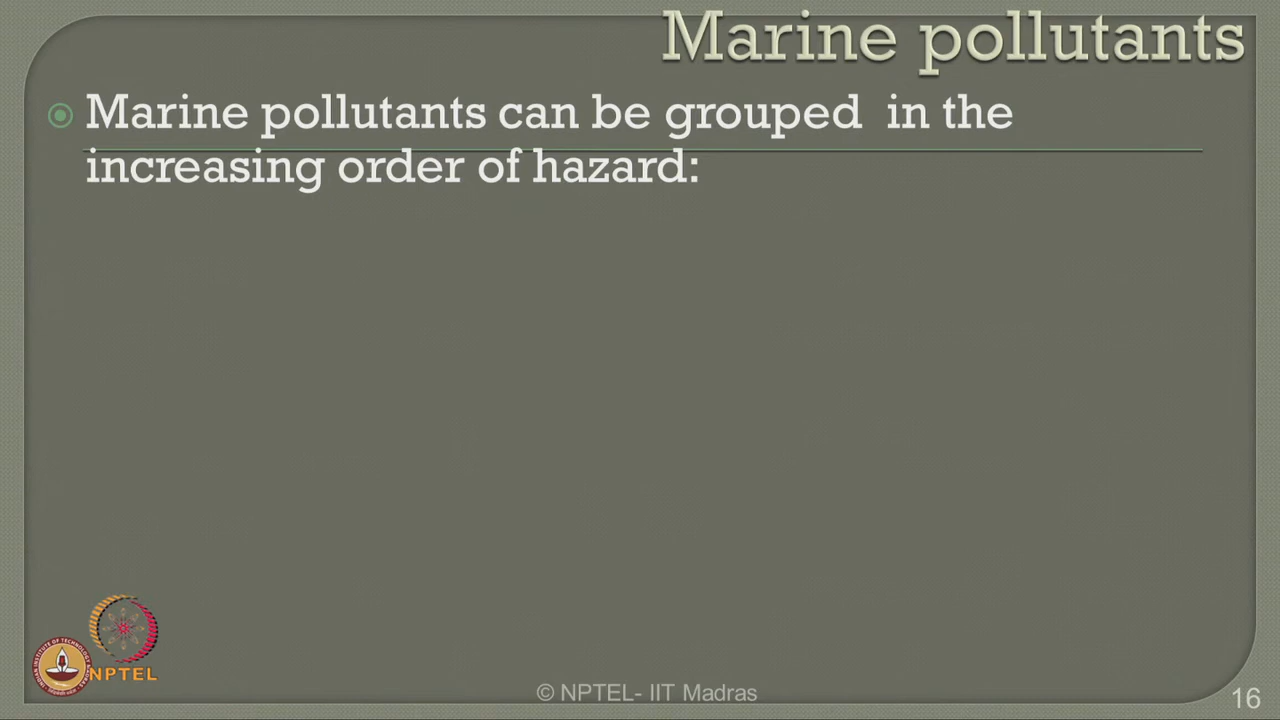 Marine pollutants
Marine pollutants can be grouped in the
increasing order of hazard:
NPTEL
© NPTEL- IIT Madras
16